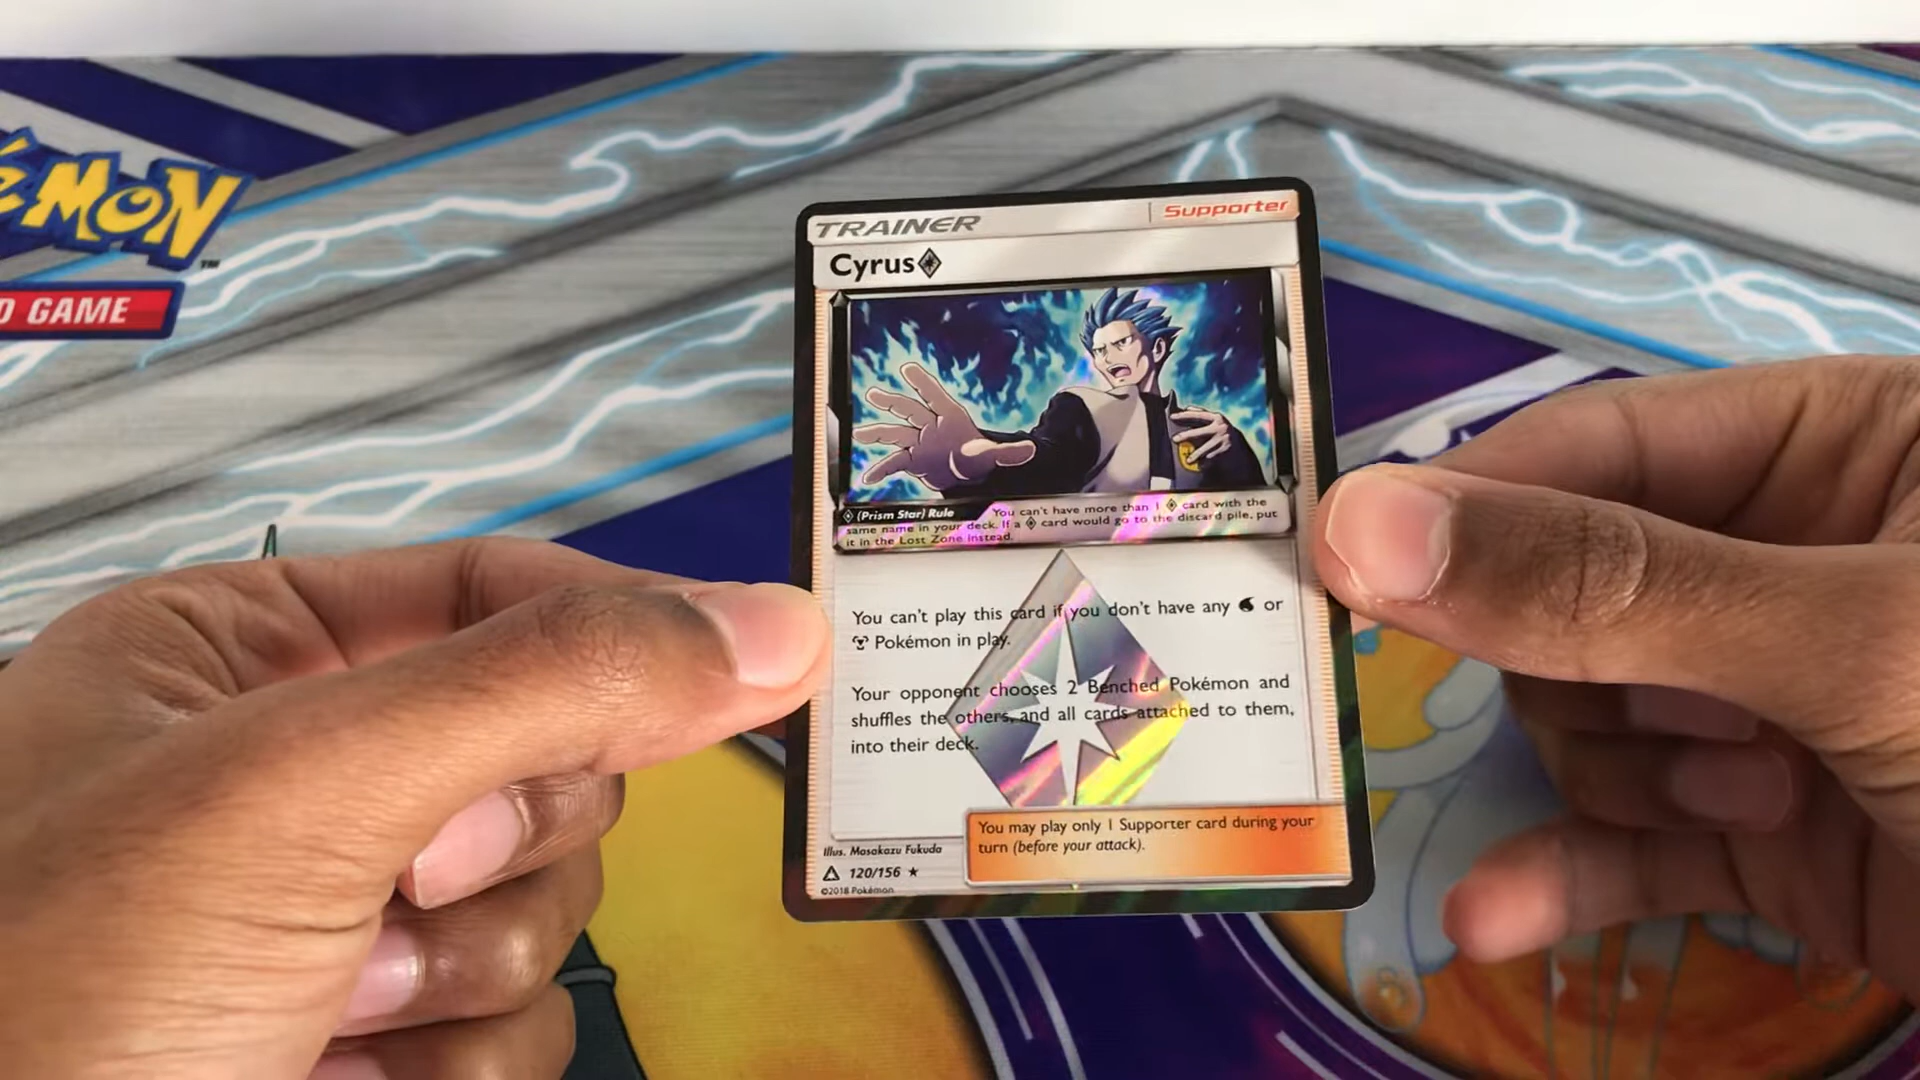 éMON
™
D GAME
TRAINER
Supporter
Cyrus
(Prism Star) Rule You can't have more than 1 card with the
same name in your deck. If a card would go to the discard pile, put
it in the Lost Zone instead.
You can't play this card if you don't have any or
Pokémon in play.
Your opponent chooses 2 Benched Pokémon and
shuffles the others, and all cards attached to them,
into their deck.
You may play only 1 Supporter card during your
turn (before your attack).
Illus. Masakazu Fukuda
120/156 ★
©2018 Pokémon